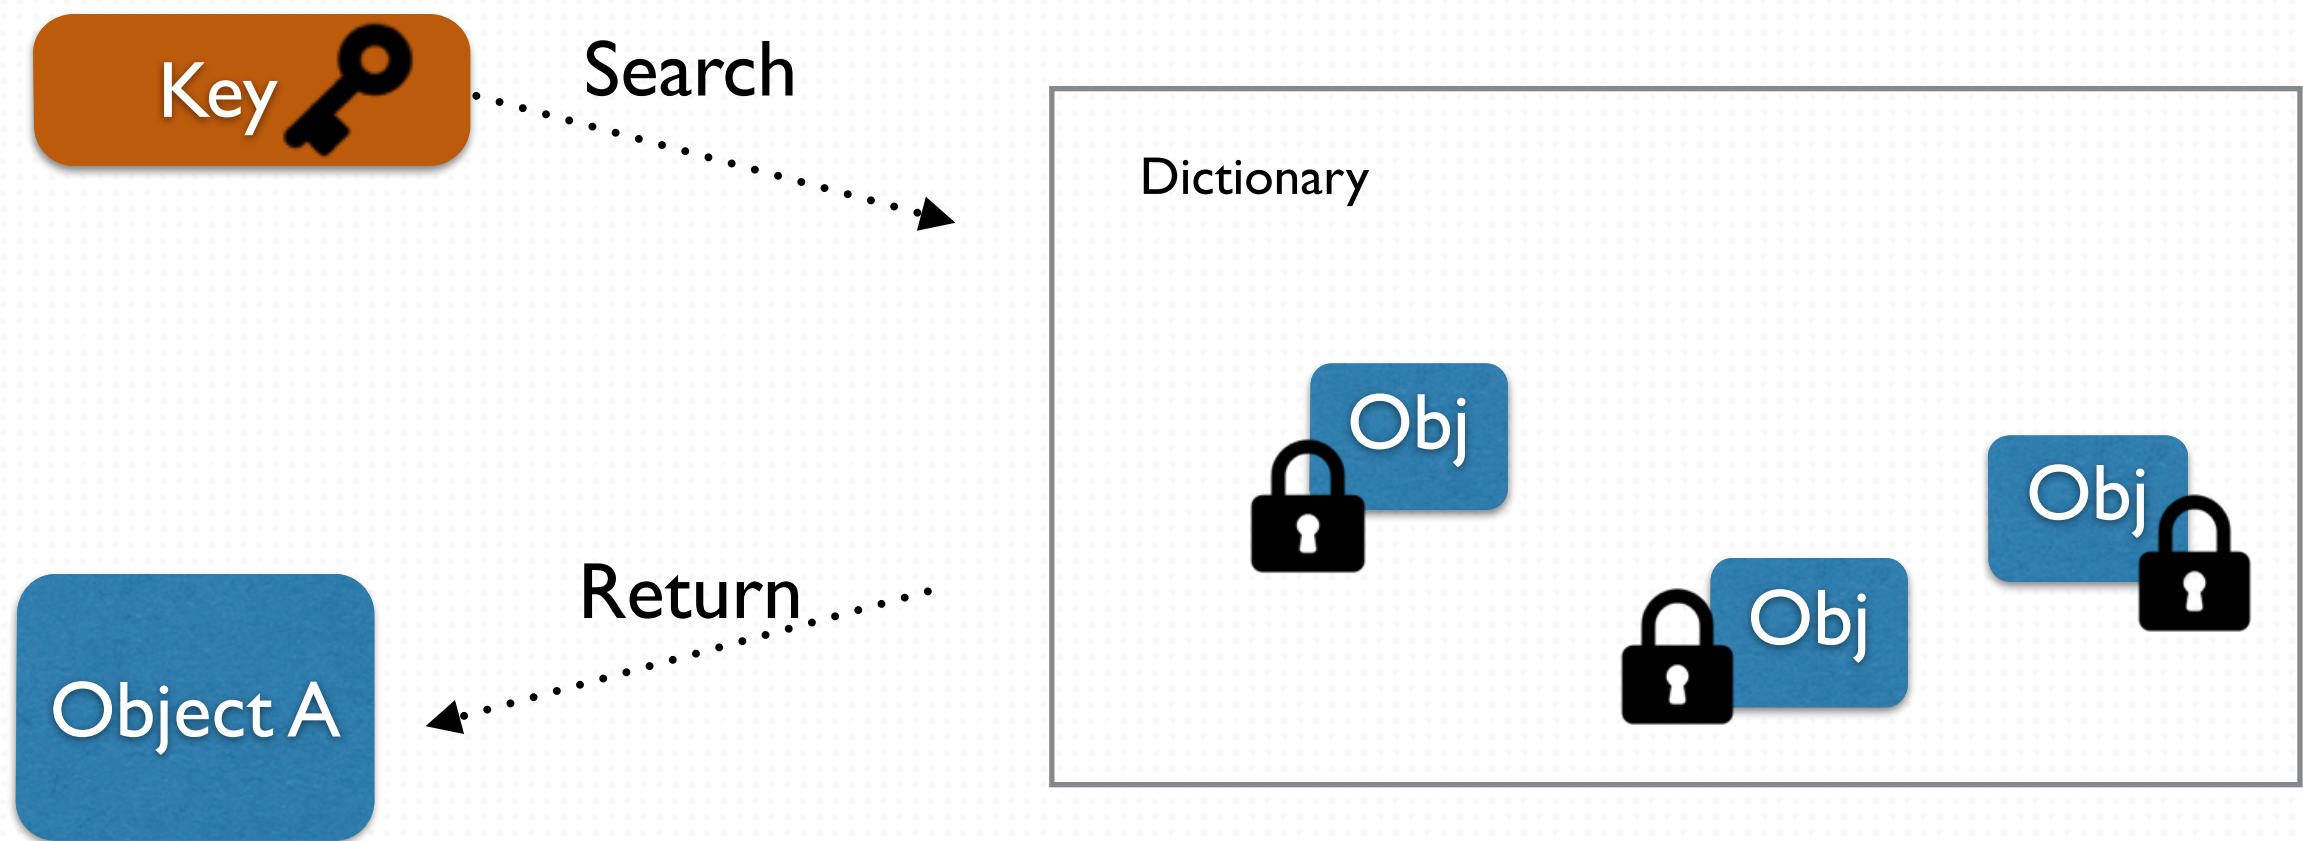 Key
Search
Dictionary
Obj
Obj
Obj
Return
Object A